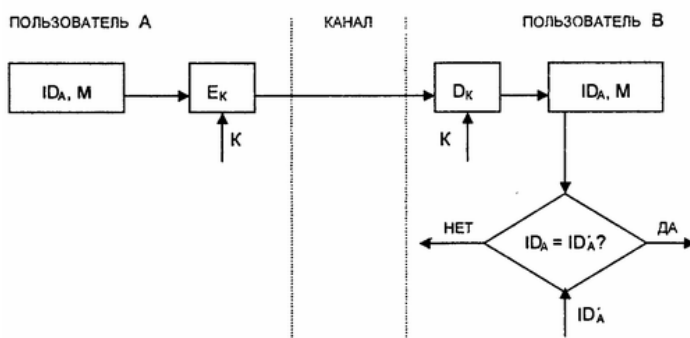 ПОЛЬЗОВАТЕЛЬ А
КАНАЛ
ПОЛЬЗОВАТЕЛЬ В
IDA, M
EK
DK
IDA, M
K
K
НЕТ
IDA = ID'A?
ДА
ID'A